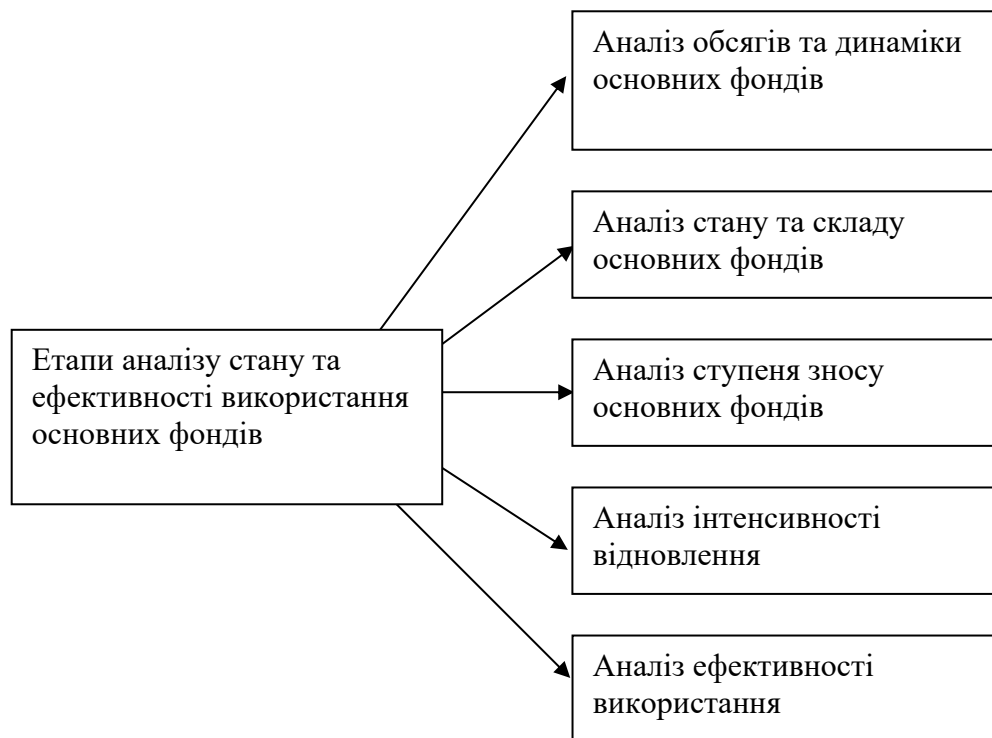 Аналіз обсягів та динаміки
основних фондів
Аналіз стану та складу
основних фондів
Етапи аналізу стану та
ефективності використання
основних фондів
Аналіз ступеня зносу
основних фондів
Аналіз інтенсивності
відновлення
Аналіз ефективності
використання